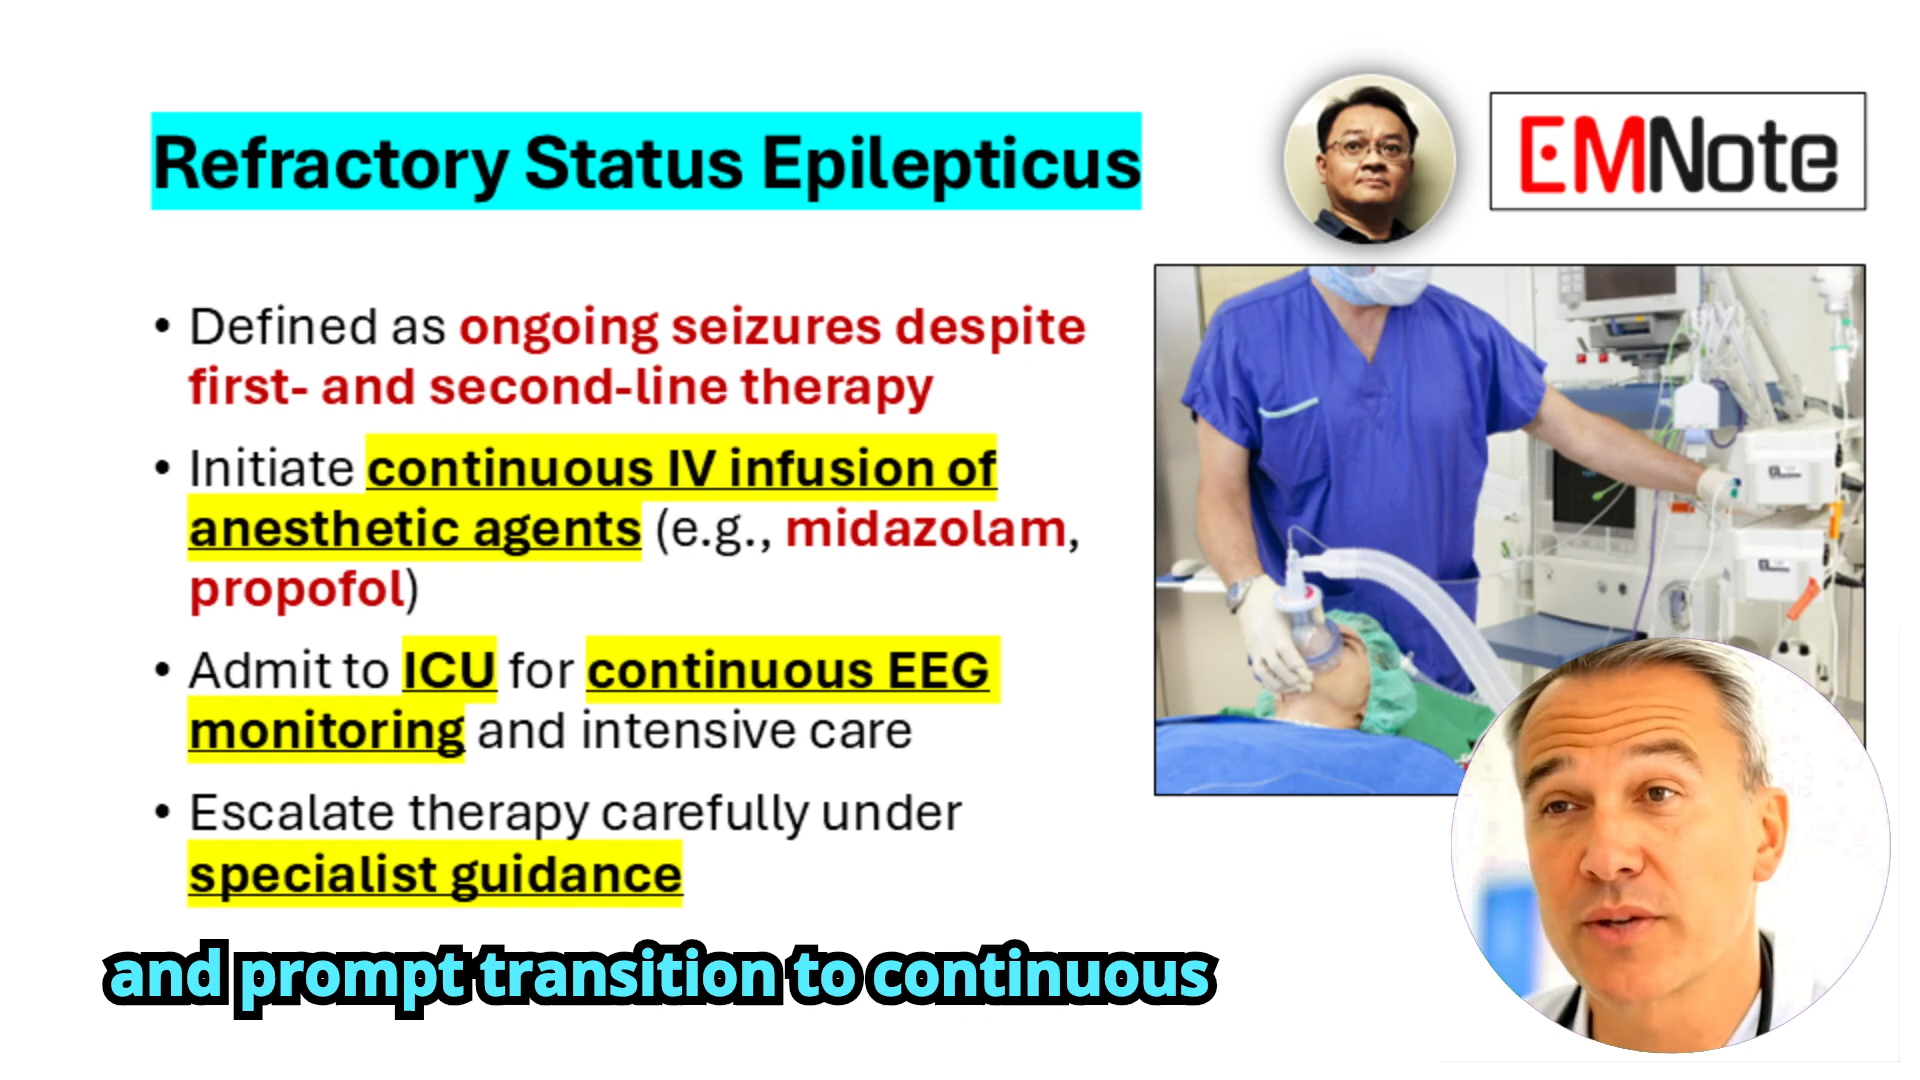 Refractory Status Epilepticus
EMNote
• Defined as ongoing seizures despite
first- and second-line therapy
• Initiate continuous IV infusion of
anesthetic agents (e.g., midazolam,
propofol)
• Admit to ICU for continuous EEG
monitoring and intensive care
• Escalate therapy carefully under
specialist guidance
and prompt transition to continuous